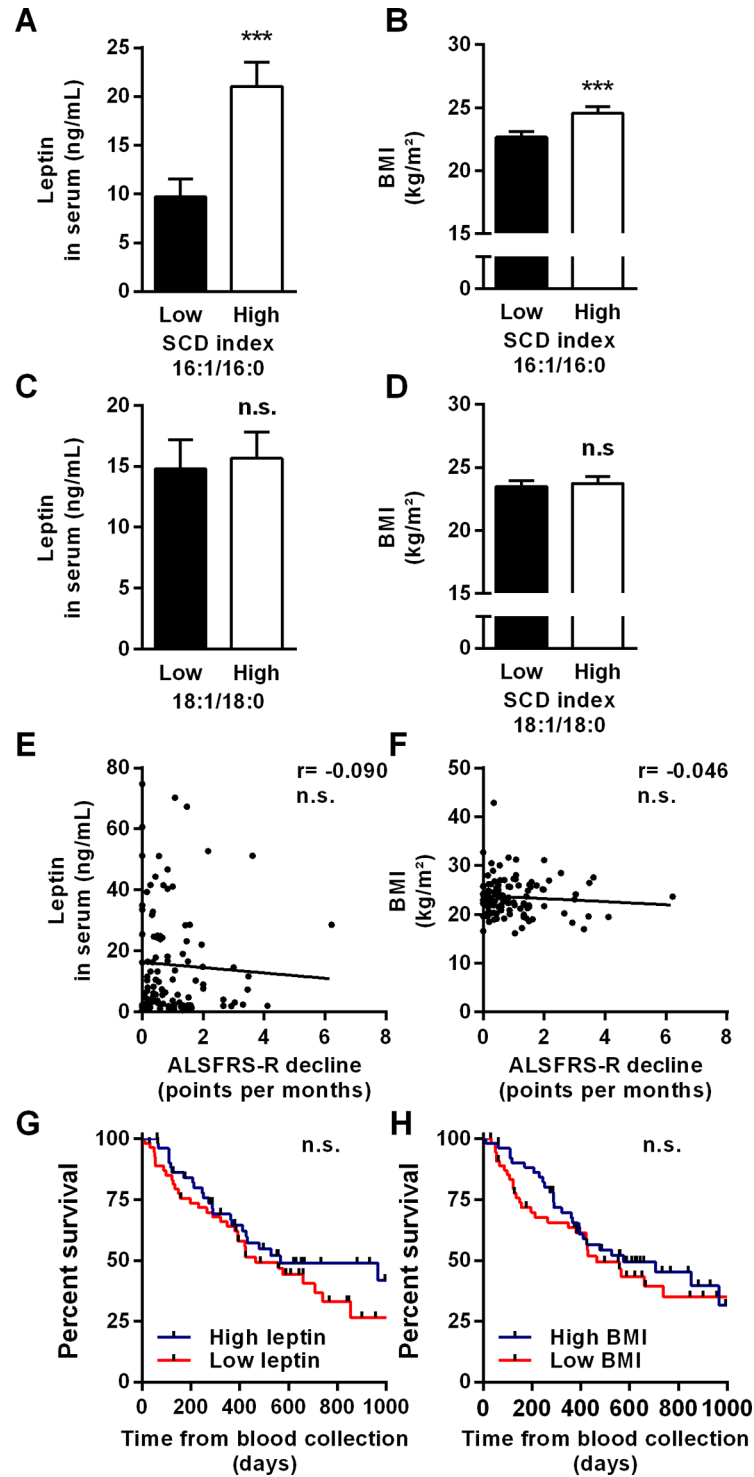 A
***
Leptin
in serum (ng/mL)
25
20
15
10
5
0
Low High
SCD index
16:1/16:0
B
***
BMI
(kg/m²)
30
25
20
15
0
Low High
SCD index
16:1/16:0
C
n.s.
Leptin
in serum (ng/mL)
20
15
10
5
0
Low High
18:1/18:0
D
n.s
BMI
(kg/m²)
30
25
20
15
0
Low High
SCD index
18:1/18:0
E
r= -0.090
n.s.
Leptin
in serum (ng/mL)
80
60
40
20
0
0 2 4 6 8
ALSFRS-R decline
(points per months)
F
r= -0.046
n.s.
BMI
(kg/m²)
50
40
30
20
10
0
0 2 4 6 8
ALSFRS-R decline
(points per months)
G
n.s.
Percent survival
100
75
50
25
0
High leptin
Low leptin
0 200 400 600 800 1000
Time from blood collection
(days)
H
n.s.
Percent survival
100
75
50
25
0
High BMI
Low BMI
0 200 400 600 800 1000
Time from blood collection
(days)